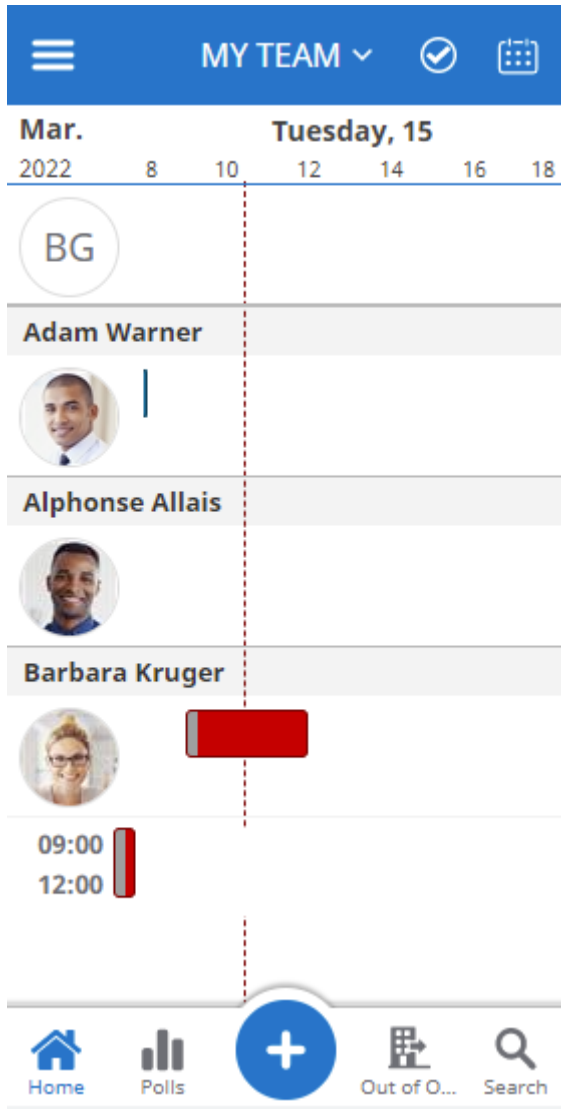 MY TEAM
Mar. Tuesday, 15
2022 8 10 12 14 16 18
BG
Adam Warner
Alphonse Allais
Barbara Kruger
09:00
12:00
Home Polls Out of O... Search